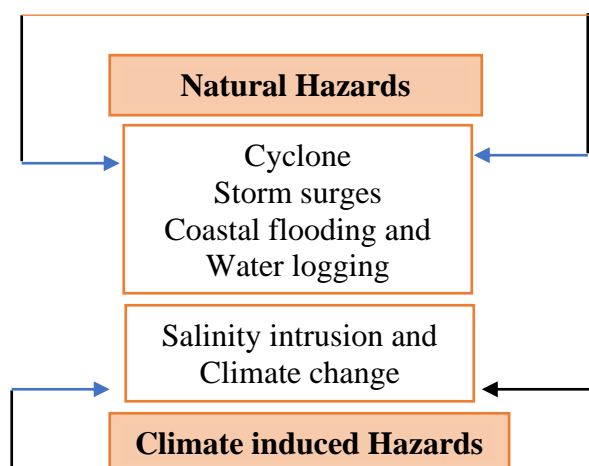 Natural Hazards
Cyclone
Storm surges
Coastal flooding and
Water logging
Salinity intrusion and
Climate change
Climate induced Hazards